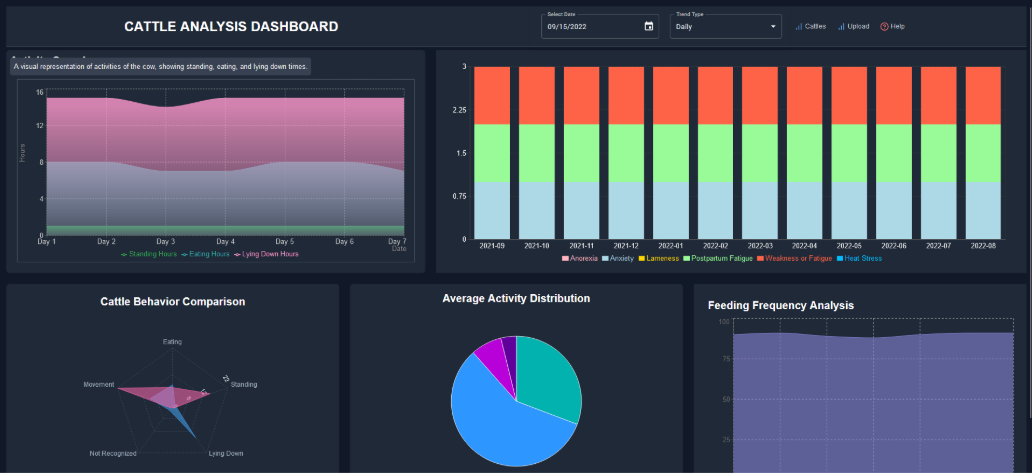 CATTLE ANALYSIS DASHBOARD
Select Date
09/15/2022
Trend Type
Daily
Cattles
Upload
Help
A visual representation of activities of the cow, showing standing, eating, and lying down times.
16
12
8
4
0
Hours
Day 1 Day 2 Day 3 Day 4 Day 5 Day 6 Day 7
Date
Standing Hours Eating Hours Lying Down Hours
3
2.25
1.5
0.75
0
2021-09 2021-10 2021-11 2021-12 2022-01 2022-02 2022-03 2022-04 2022-05 2022-06 2022-07 2022-08
Anorexia Anxiety Lameness Postpartum Fatigue Weakness or Fatigue Heat Stress
Cattle Behavior Comparison
Eating
Movement
Standing
Not Recognized
Lying Down
Average Activity Distribution
Feeding Frequency Analysis
100
75
50
25